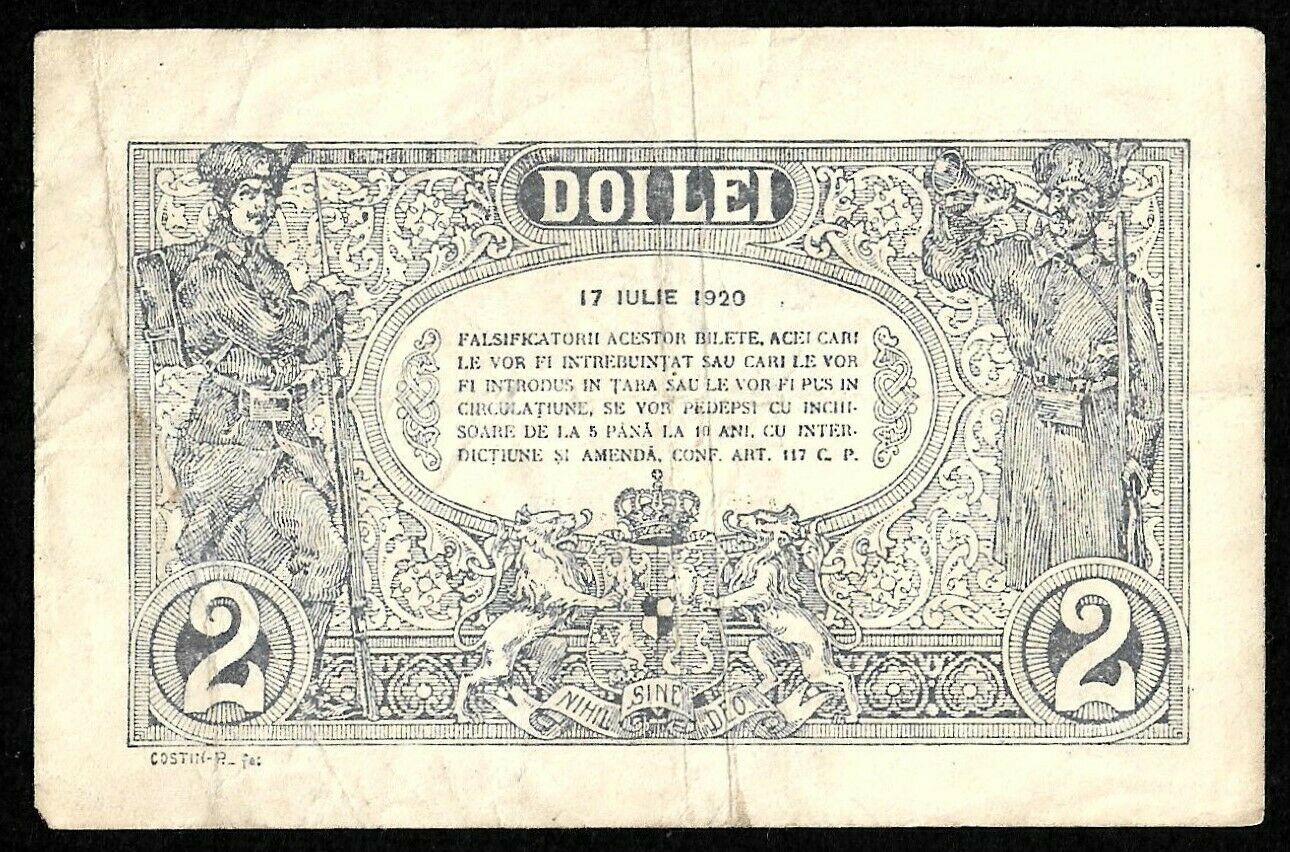 DOI LEI
17 IULIE 1920
FALSIFICATORII ACESTOR BILETE, ACEI CARI
LE VOR FI INTREBUINȚAT SAU CARI LE VOR
FI INTRODUS IN ȚARA SAU LE VOR FI PUS IN
CIRCULAȚIUNE, SE VOR PEDEPSI CU INCHI-
SOARE DE LA 5 PÂNĂ LA 10 ANI, CU INTER-
DICȚIUNE ȘI AMENDĂ, CONF. ART. 117 C. P.
2
2
NIHIL SINE DEO
COSTIN-P.